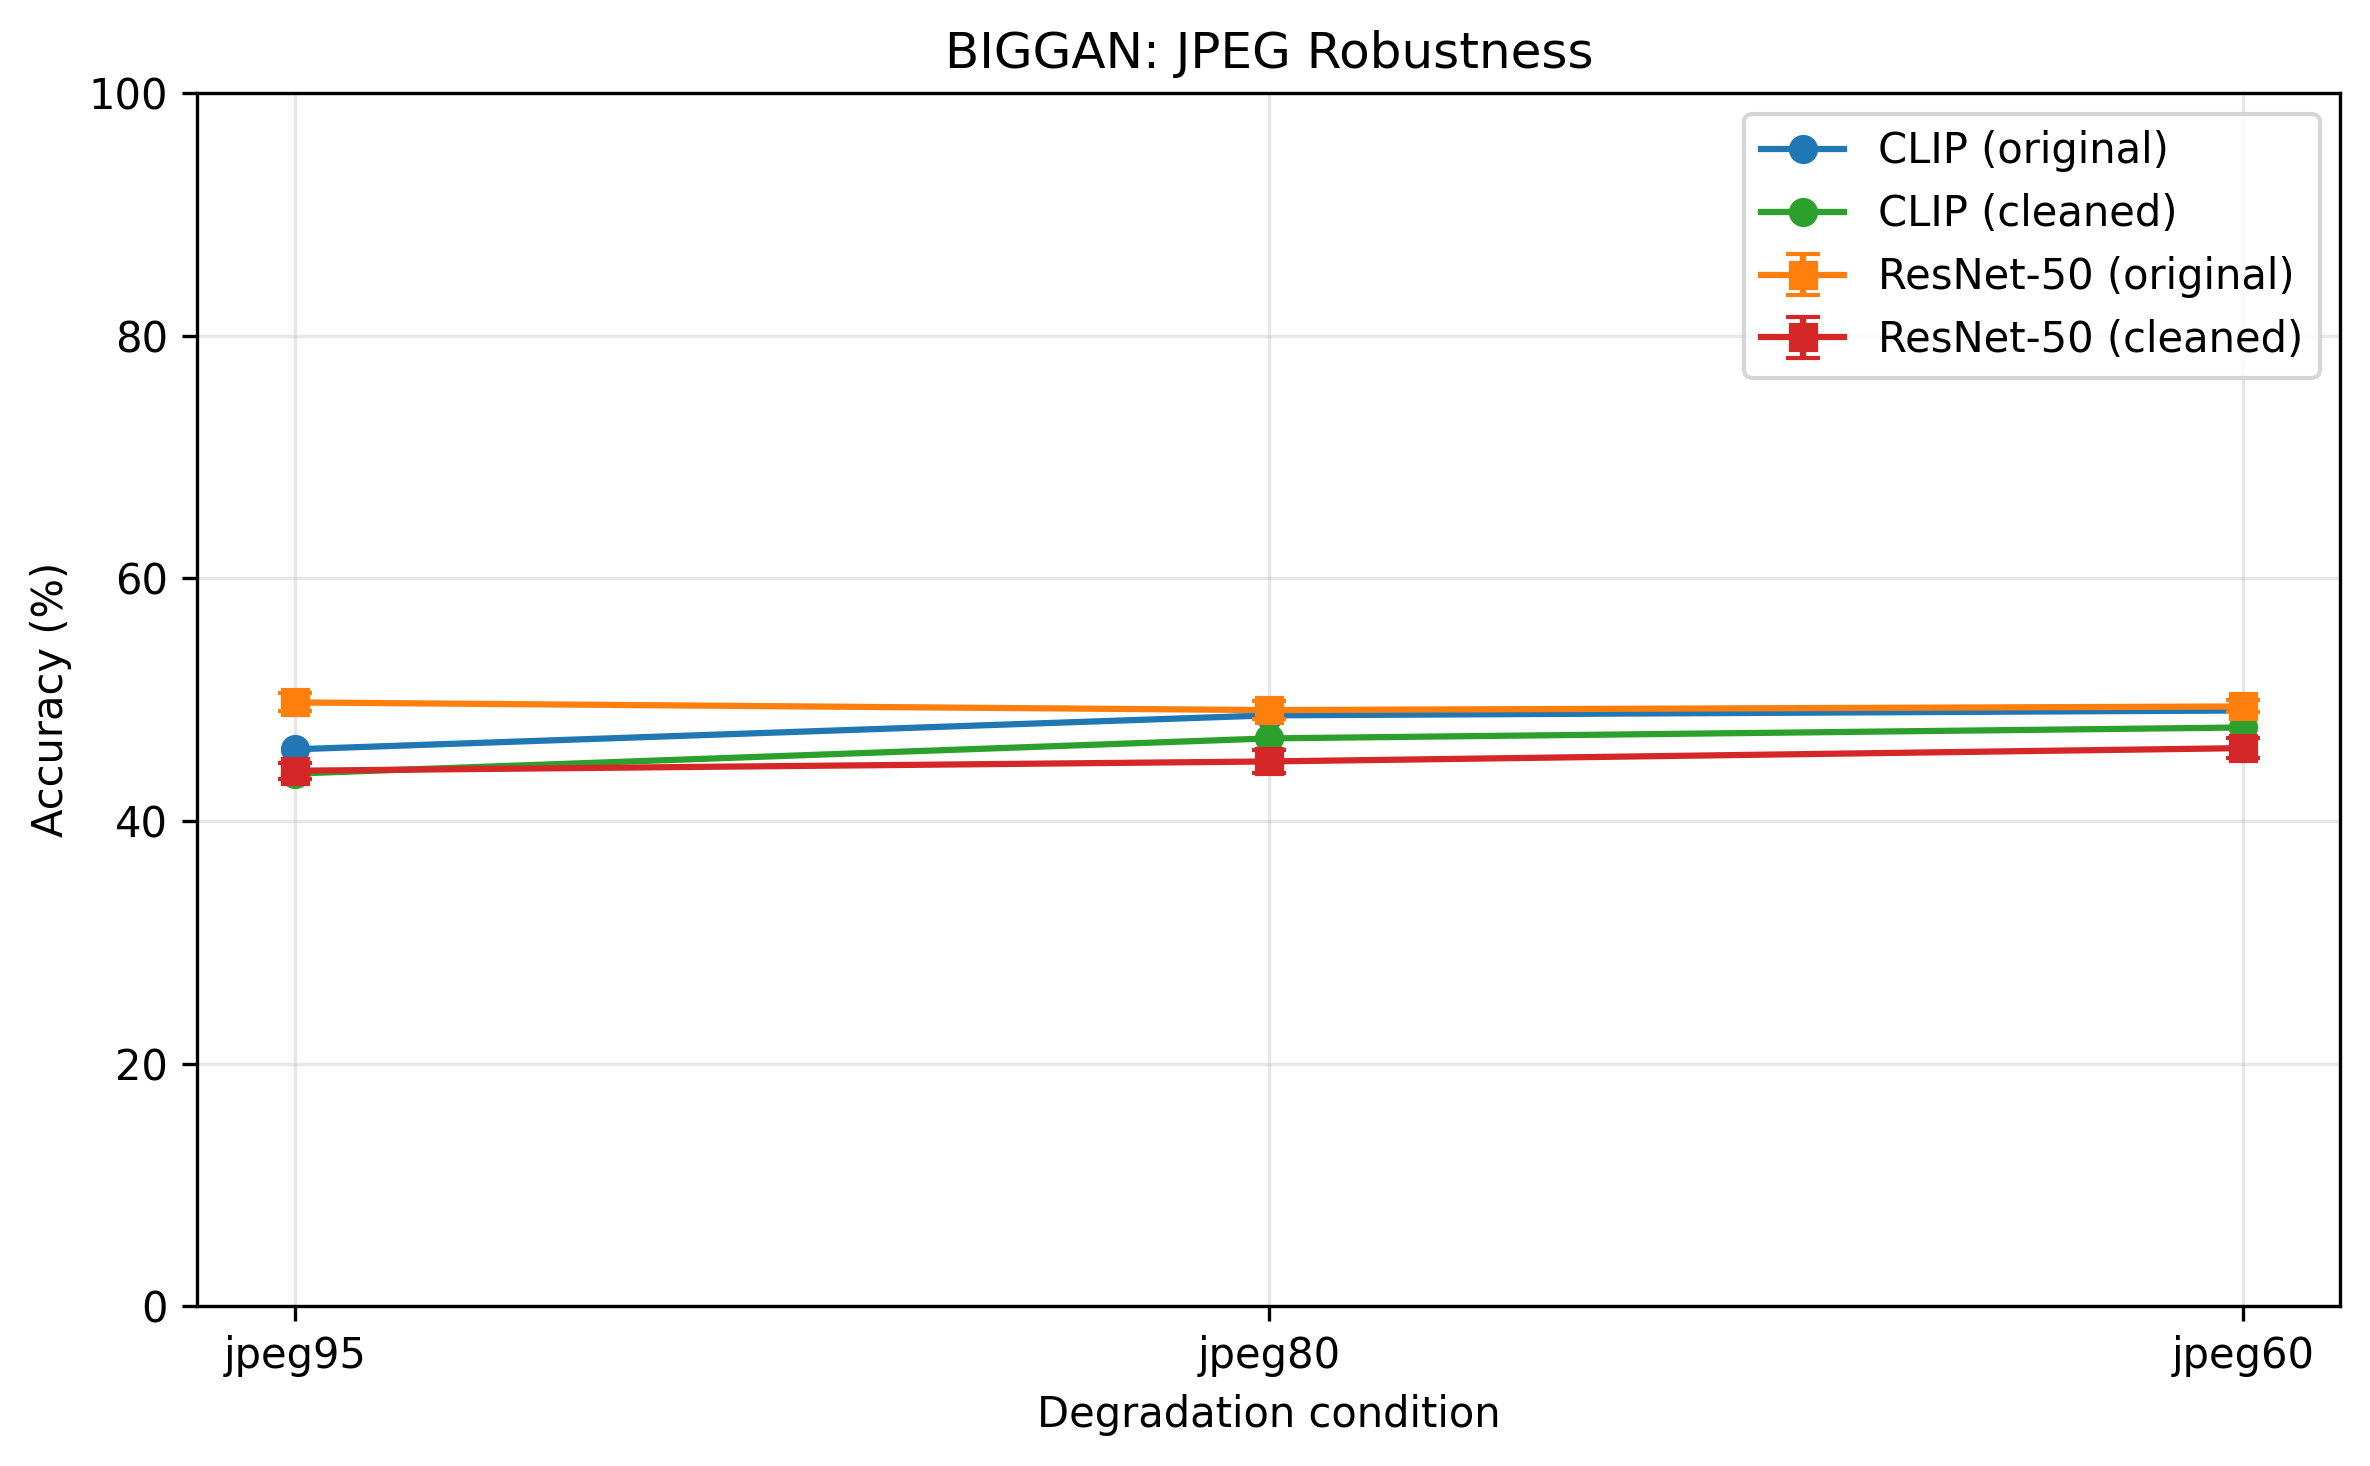 BIGGAN: JPEG Robustness
100
80
60
40
20
0
Accuracy (%)
CLIP (original)
CLIP (cleaned)
ResNet-50 (original)
ResNet-50 (cleaned)
jpeg95
jpeg80
jpeg60
Degradation condition